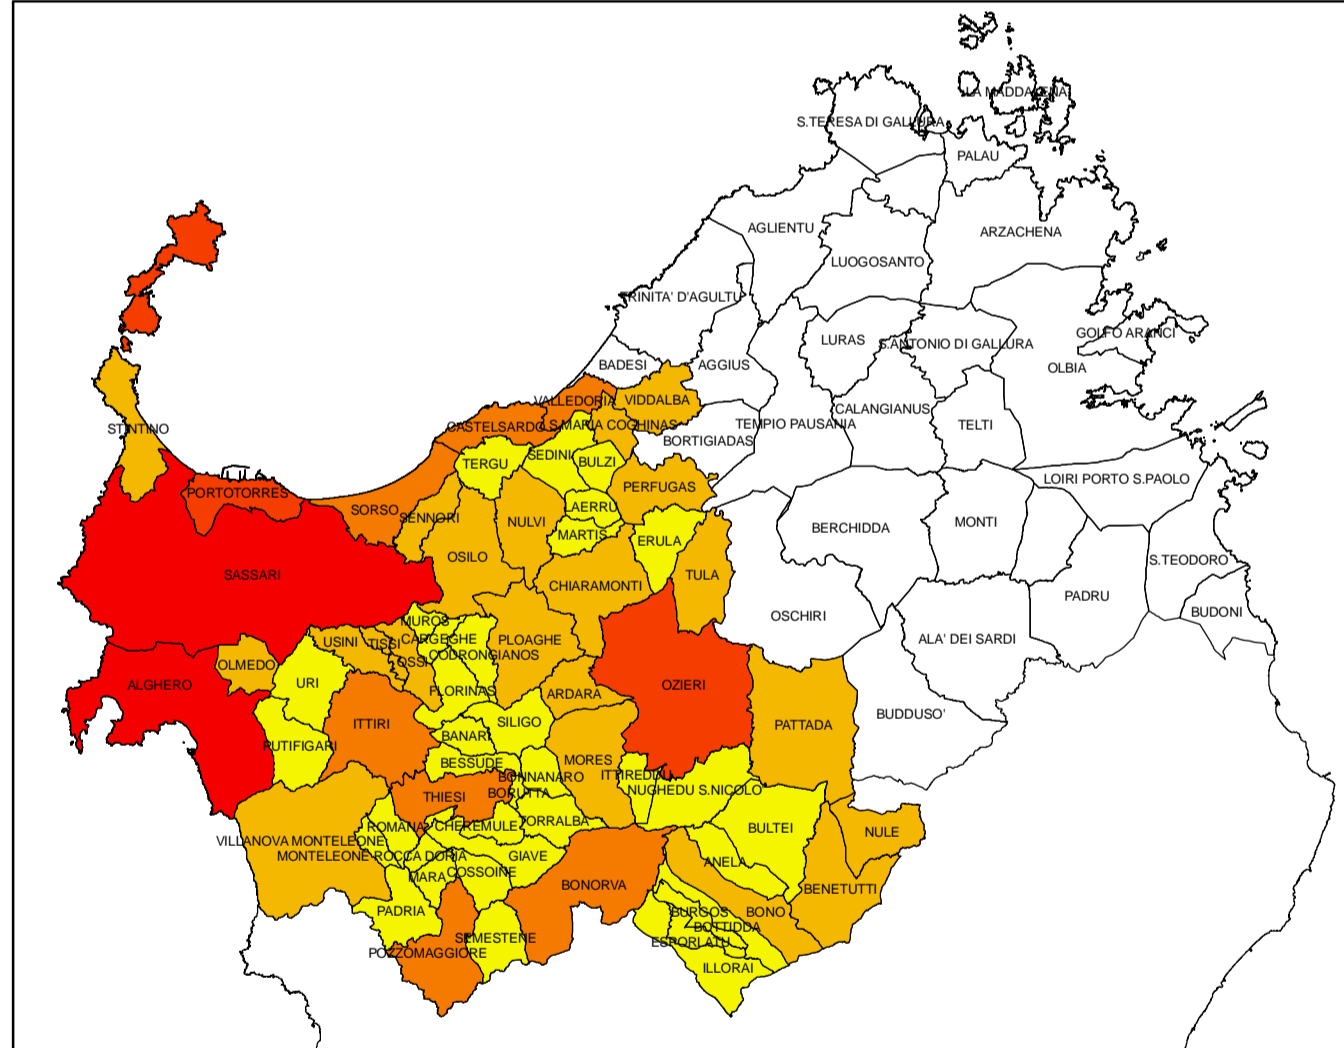 LA MADDALENA
S.TERESA DI GALLURA
PALAU
AGLIENTU
ARZACHENA
LUOGOSANTO
TRINITA' D'AGULTU
GOLFO ARANCI
LURAS
S.ANTONIO DI GALLURA
BADESI
AGGIUS
OLBIA
VALLEDORIA
VIDDALBA
CALANGIANUS
STINTINO
CASTELSARDO
S.MARIA COGHINAS
TEMPIO PAUSANIA
TELTI
BORTIGIADAS
SEDINI
TERGU
BULZI
LOIRI PORTO S.PAOLO
PERFUGAS
PORTOTORRES
SORSO
SENNORI
NULVI
LAERRU
BERCHIDDA
MONTI
MARTIS
ERULA
OSILO
S.TEODORO
SASSARI
TULA
CHIARAMONTI
PADRU
BUDONI
OSCHIRI
MUROS
USINI
TISSI
CARGEGHE
PLOAGHE
ALA' DEI SARDI
CODRONGIANOS
OSSI
OLMEDO
ALGHERO
URI
OZIERI
PLORINAS
ARDARA
BUDDUSO'
ITTIRI
SILIGO
PATTADA
BANARI
PUTIFIGARI
BESSUDE
MORES
BONNANARO
ITTIREDDU
NUGHEDU S.NICOLO
THIESI
BORUTTA
TORRALBA
ROMANA
CHEREMULE
BULTEI
NULE
VILLANOVA MONTELEONE
MONTELEONE ROCCA DORIA
GIAVE
ANELA
MARA
COSSOINE
BONORVA
BENETUTTI
PADRIA
BURGOS
BONO
BOTTIDDA
SEMESTENE
ESPORLATU
POZZOMAGGIORE
ILLORAI